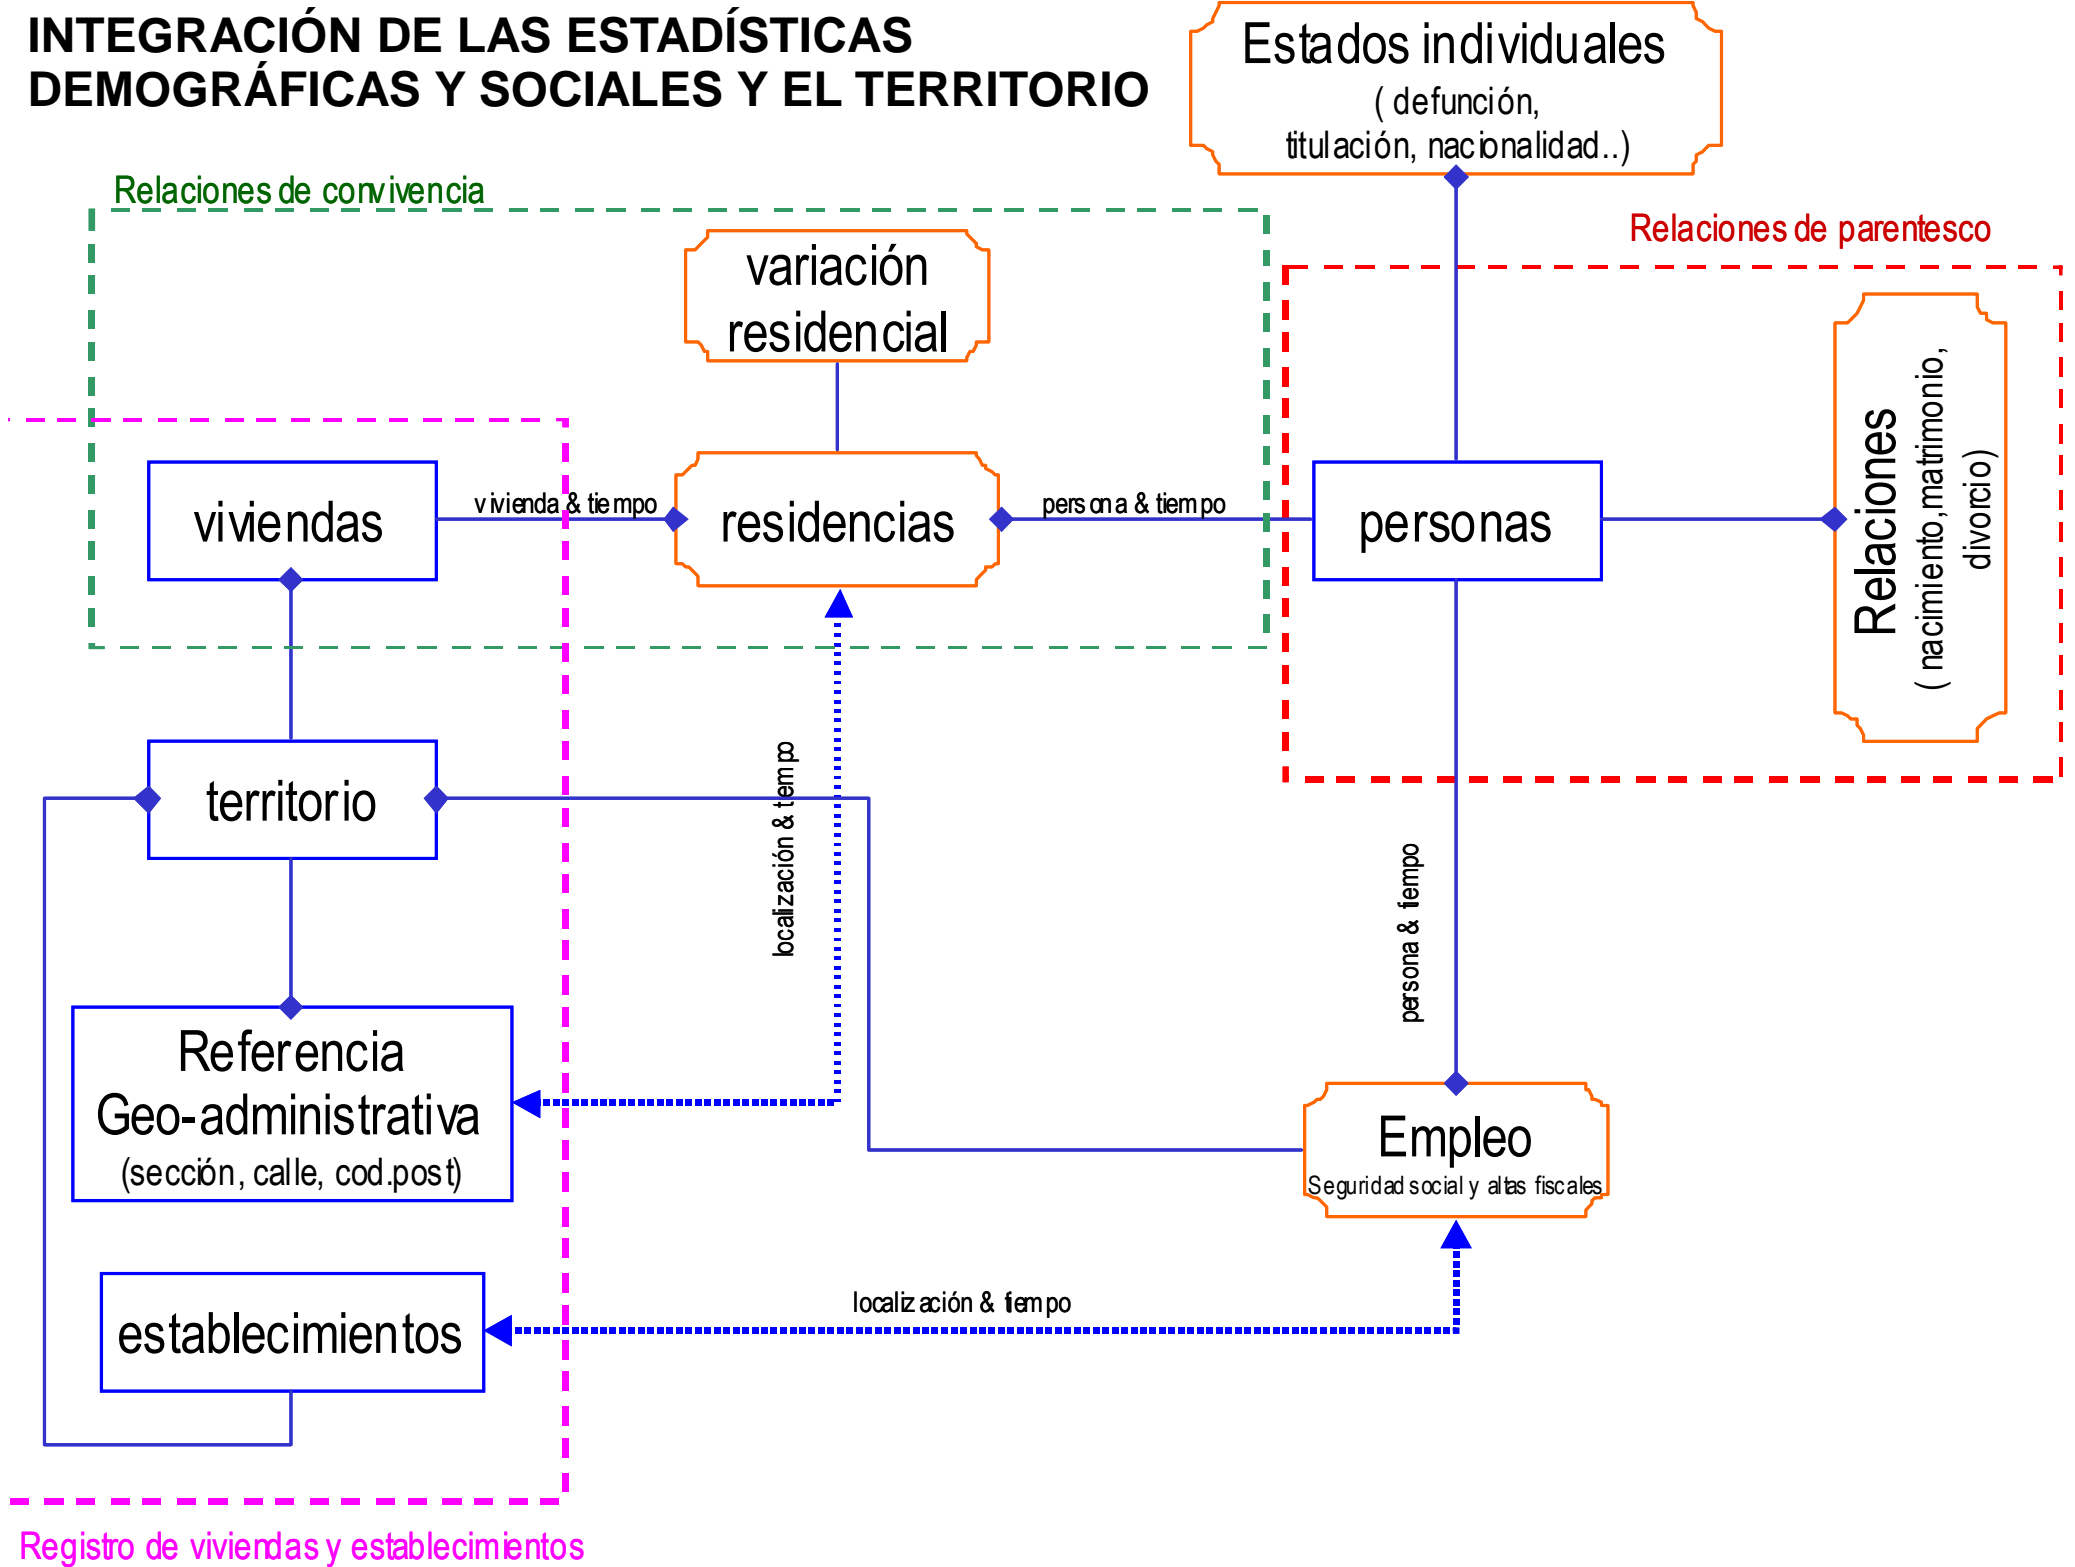 INTEGRACIÓN DE LAS ESTADÍSTICAS
DEMOGRÁFICAS Y SOCIALES Y EL TERRITORIO
Estados individuales
( defunción,
titulación, nacionalidad..)
Relaciones de convivencia
Relaciones de parentesco
variación
residencial
viviendas
vivienda & tiempo
residencias
persona & tiempo
personas
Relaciones
( nacimiento,matrimonio,
divorcio)
territorio
localización & tiempo
persona & tiempo
Referencia
Geo-administrativa
(sección, calle, cod.post)
Empleo
Seguridad social y altas fiscales
establecimientos
localización & tiempo
Registro de viviendas y establecimientos